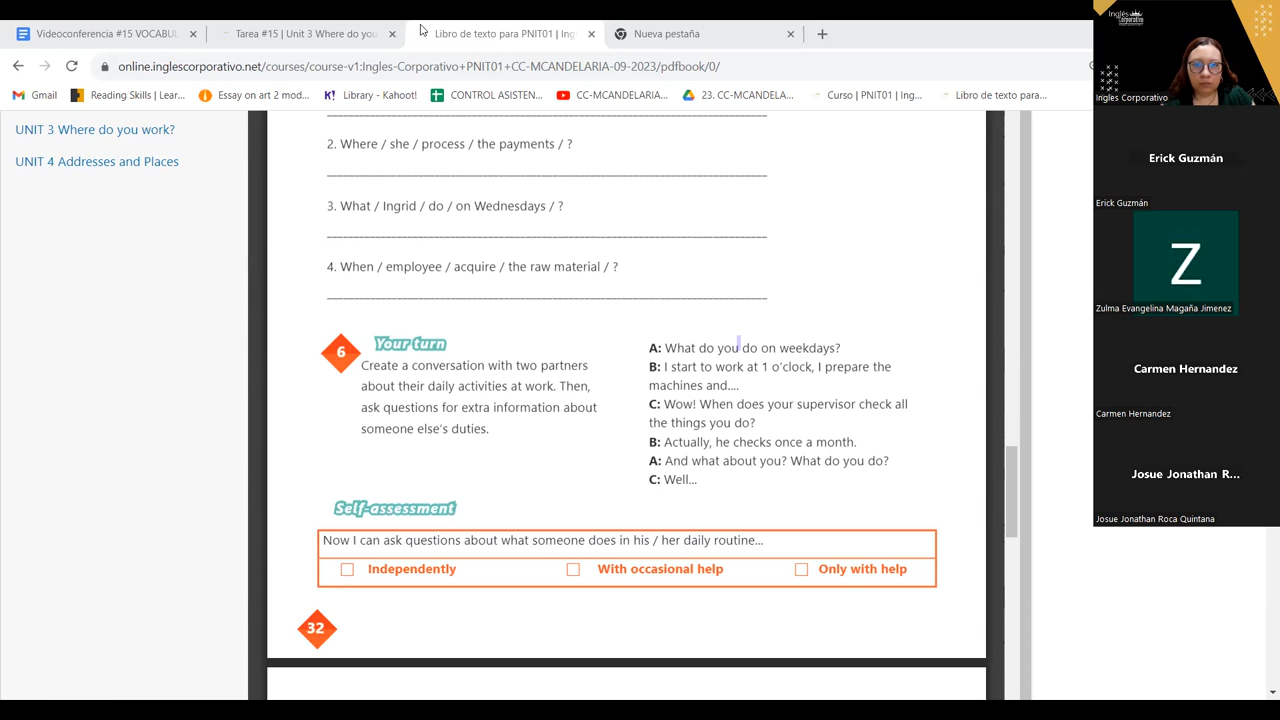 Videoconferencia #15 VOCABUL
Tarea #15 | Unit 3 Where do you
Libro de texto para PNIT01 | Ingl
Nueva pestaña
online.inglescorporativo.net/courses/course-v1:Ingles-Corporativo+PNIT01+CC-MCANDELARIA-09-2023/pdfbook/0/
Gmail
Reading Skills | Lear...
Essay on art 2 mod...
Library - Kahoo
CONTROL ASISTEN...
CC-MCANDELARIA...
23. CC-MCANDELA...
Curso | PNIT01 | Ing...
Libro de texto para...
UNIT 3 Where do you work?
UNIT 4 Addresses and Places
2. Where / she / process / the payments / ?
3. What / Ingrid / do / on Wednesdays / ?
4. When / employee / acquire / the raw material / ?
6
Your turn
Create a conversation with two partners
about their daily activities at work. Then,
ask questions for extra information about
someone else's duties.
A: What do you do on weekdays?
B: I start to work at 1 o'clock, I prepare the
machines and....
C: Wow! When does your supervisor check all
the things you do?
B: Actually, he checks once a month.
A: And what about you? What do you do?
C: Well...
Self-assessment
Now I can ask questions about what someone does in his / her daily routine...
Independently
With occasional help
Only with help
32
Inglés
Corporativo
Ingles Corporativo
Erick Guzmán
Erick Guzmán
Z
Zulma Evangelina Magaña Jimenez
Carmen Hernandez
Carmen Hernandez
Josue Jonathan R...
Josue Jonathan Roca Quintana